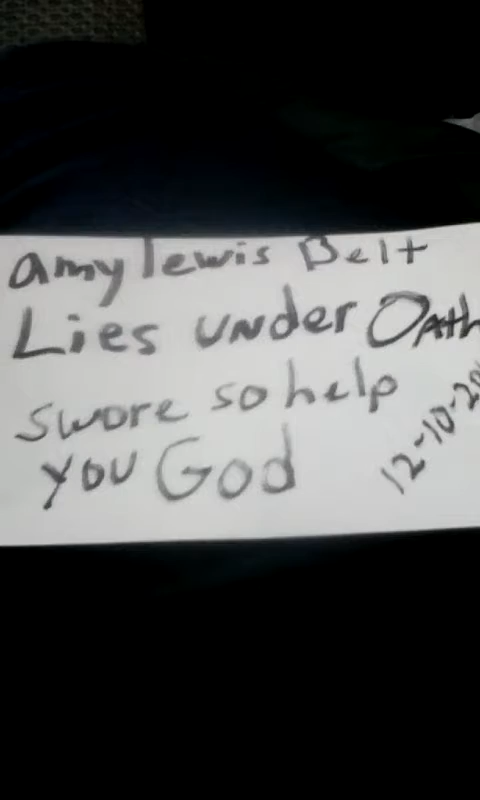 amy lewis Belt
Lies under Oath
swore so help
you God
12-10-20